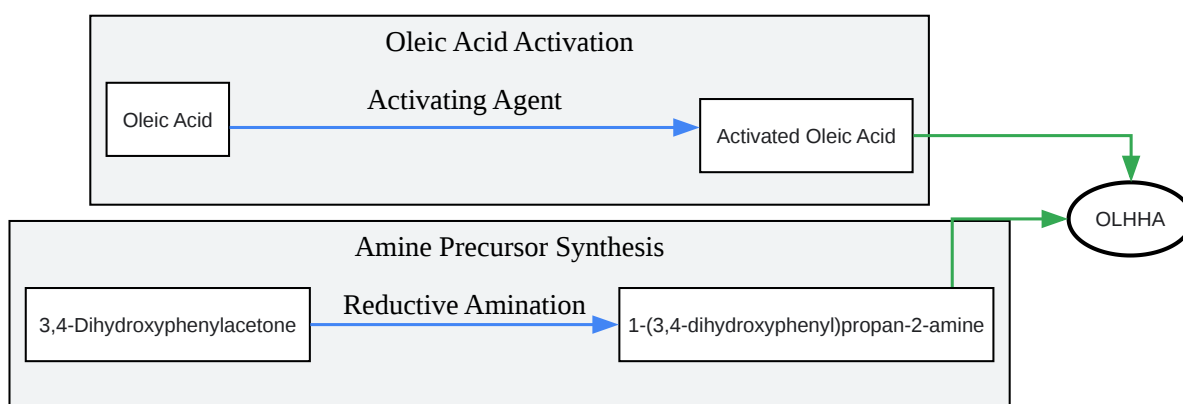 Oleic Acid Activation
Activating Agent
Oleic Acid
Activated Oleic Acid
OLHHA
Amine Precursor Synthesis
Reductive Amination
3,4-Dihydroxyphenylacetone
1-(3,4-dihydroxyphenyl)propan-2-amine